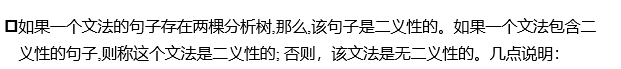 如果一个文法的句子存在两棵分析树,那么,该句子是二义性的。如果一个文法包含二
义性的句子,则称这个文法是二义性的; 否则，该文法是无二义性的。几点说明：